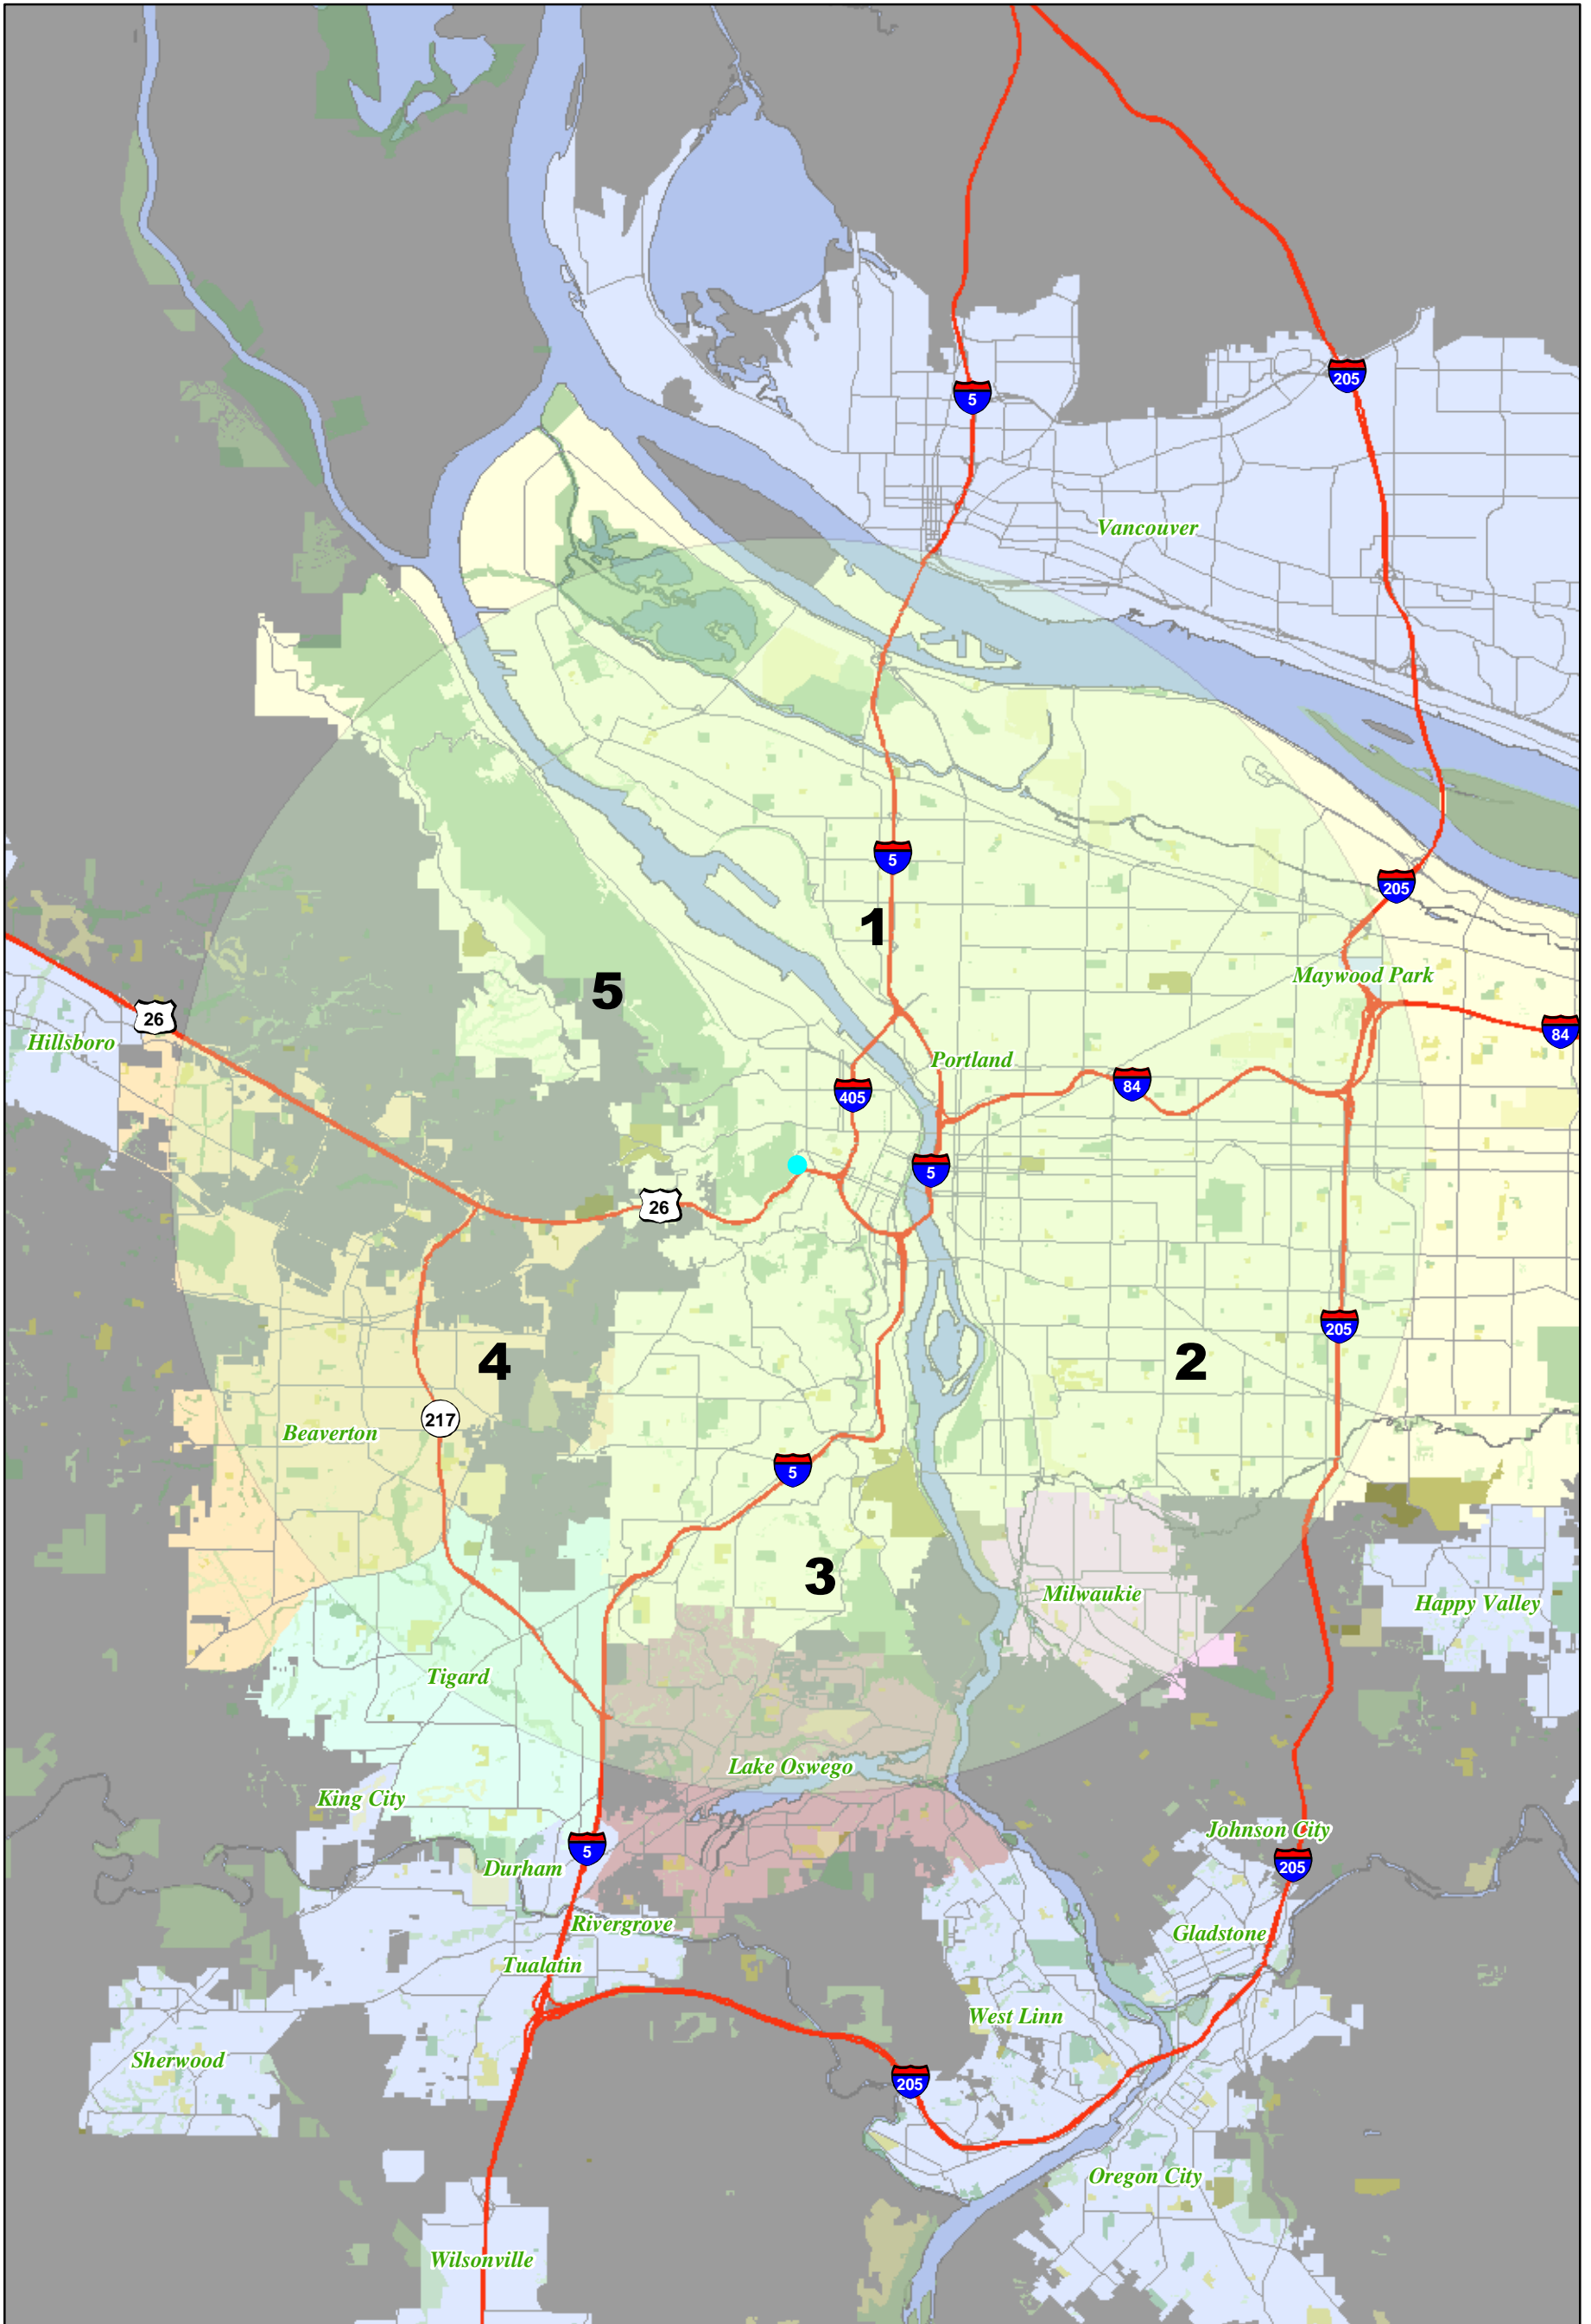 205
5
Vancouver
5
205
1
Maywood Park
5
26
84
Hillsboro
Portland
84
405
5
26
205
4
2
217
Beaverton
5
3
Milwaukie
Happy Valley
Tigard
Lake Oswego
King City
Johnson City
5
205
Durham
Rivergrove
Gladstone
Tualatin
West Linn
Sherwood
205
Oregon City
Wilsonville